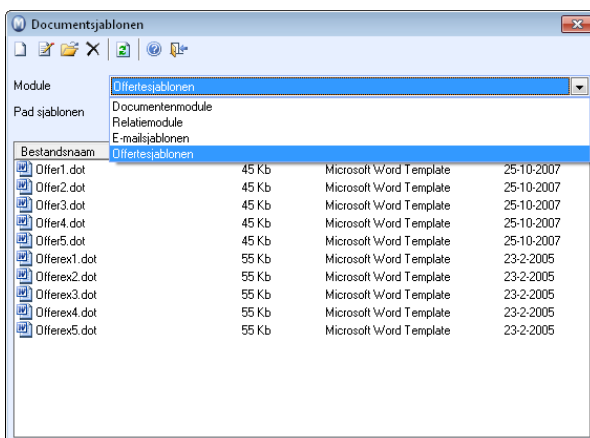 Documentsjablonen
Module Offertesjablonen
Documentenmodule
Pad sjablonen
Relatiemodule
E-mailsjablonen
Bestandsnaam Offertesjablonen
Offer1.dot 45 Kb Microsoft Word Template 25-10-2007
Offer2.dot 45 Kb Microsoft Word Template 25-10-2007
Offer3.dot 45 Kb Microsoft Word Template 25-10-2007
Offer4.dot 45 Kb Microsoft Word Template 25-10-2007
Offer5.dot 45 Kb Microsoft Word Template 25-10-2007
Offerex1.dot 55 Kb Microsoft Word Template 23-2-2005
Offerex2.dot 55 Kb Microsoft Word Template 23-2-2005
Offerex3.dot 55 Kb Microsoft Word Template 23-2-2005
Offerex4.dot 55 Kb Microsoft Word Template 23-2-2005
Offerex5.dot 55 Kb Microsoft Word Template 23-2-2005